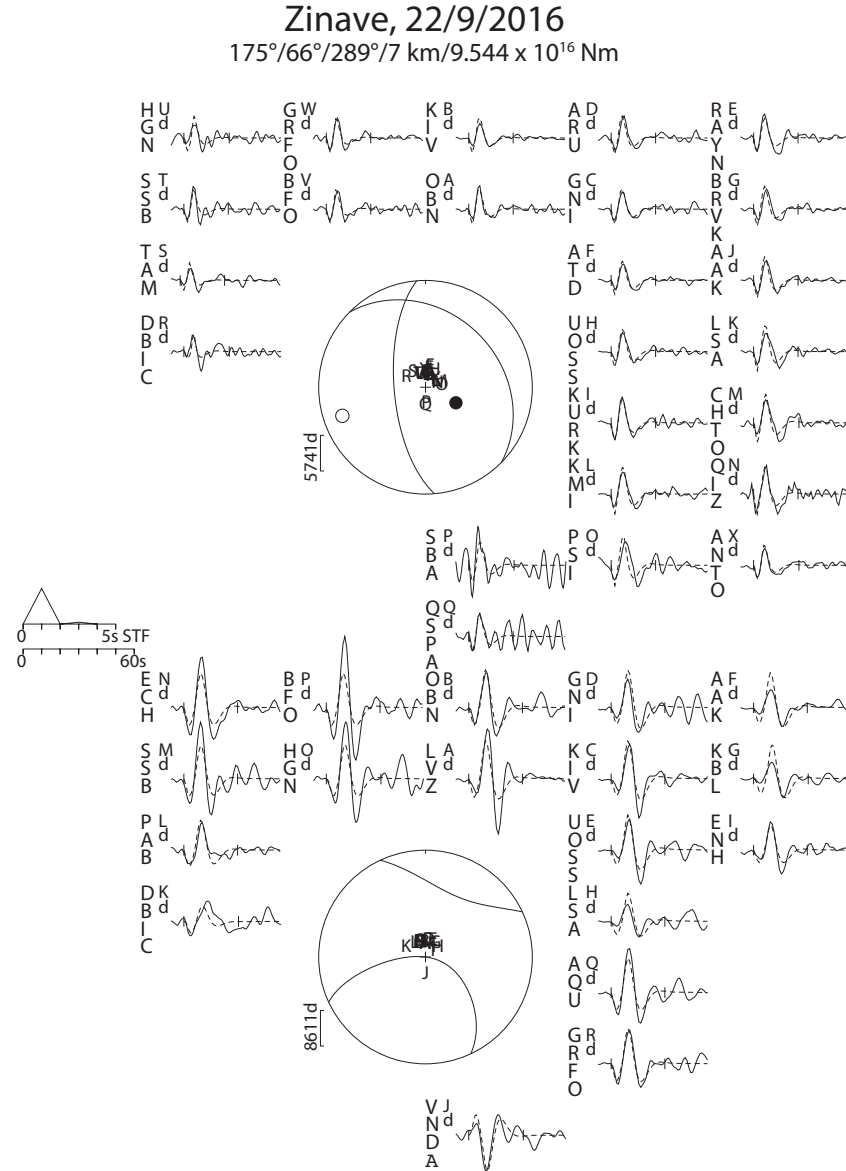 Zinave, 22/9/2016
175°/66°/289°/7 km/9.544 x 10¹⁶ Nm
HGN U d
GRFO W d
KIV B d
ARU D d
RAYN E d
SSB T d
BFO V d
OBN A d
GNI C d
BRVK G d
TAM S d
ATD F d
AAK J d
DBIC R d
UOSS H d
LSA K d
KURK I d
CHTO M d
KMI L d
QIZ N d
5741d
SBA P d
PSI O d
ANTO X d
QSPA Q d
0 5s STF
0 60s
ECH N d
BFO P d
OBN B d
GNI D d
AAK F d
SSB M d
HGN O d
LVZ A d
KIV C d
KBL G d
PAB L d
UOSS E d
ENH I d
DBIC K d
LSA H d
AQU Q d
8611d
GRFO R d
VNDA J d